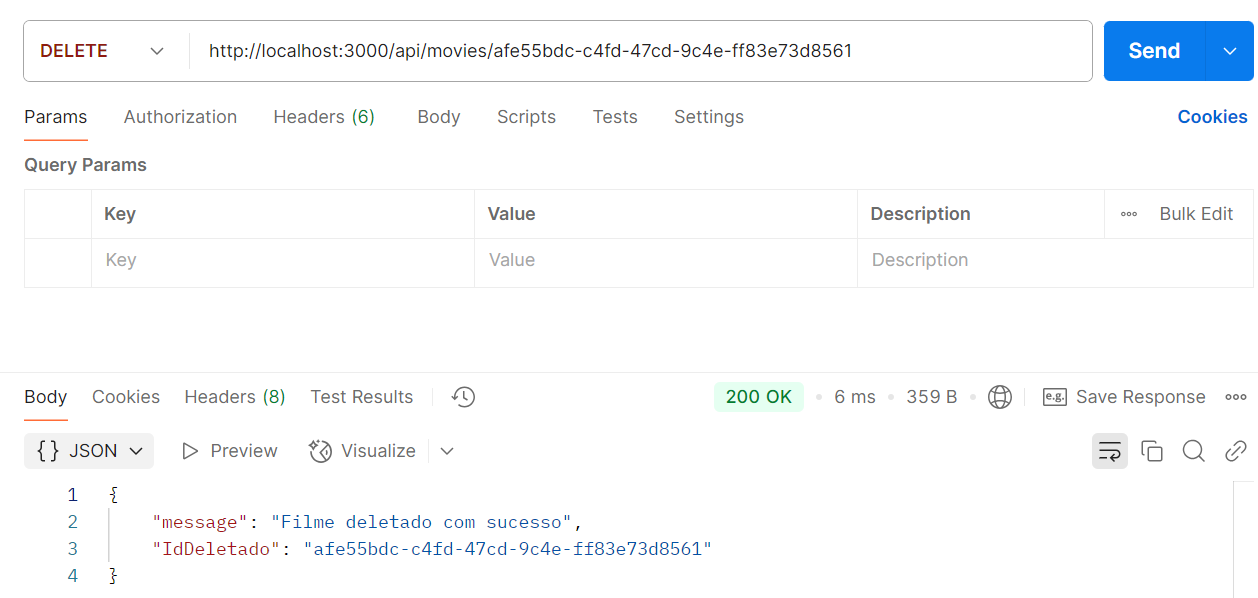 DELETE http://localhost:3000/api/movies/afe55bdc-c4fd-47cd-9c4e-ff83e73d8561 Send
Params Authorization Headers (6) Body Scripts Tests Settings Cookies
Query Params
Key Value Description Bulk Edit
Key Value Description
Body Cookies Headers (8) Test Results 200 OK 6 ms 359 B e.g. Save Response
{} JSON Preview Visualize
1 {
2 "message": "Filme deletado com sucesso",
3 "IdDeletado": "afe55bdc-c4fd-47cd-9c4e-ff83e73d8561"
4 }